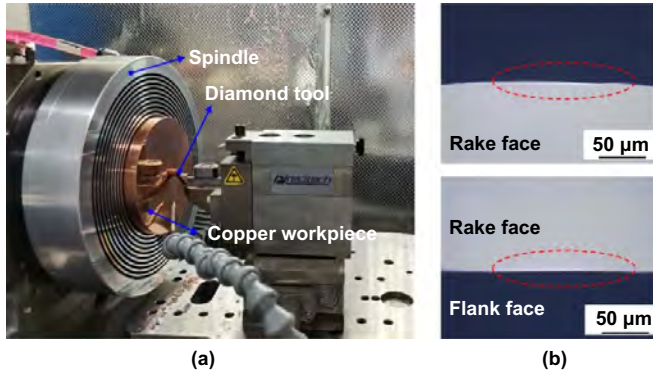 Spindle
Diamond tool
Copper workpiece
(a)
Rake face
50 µm
Rake face
Flank face
50 µm
(b)